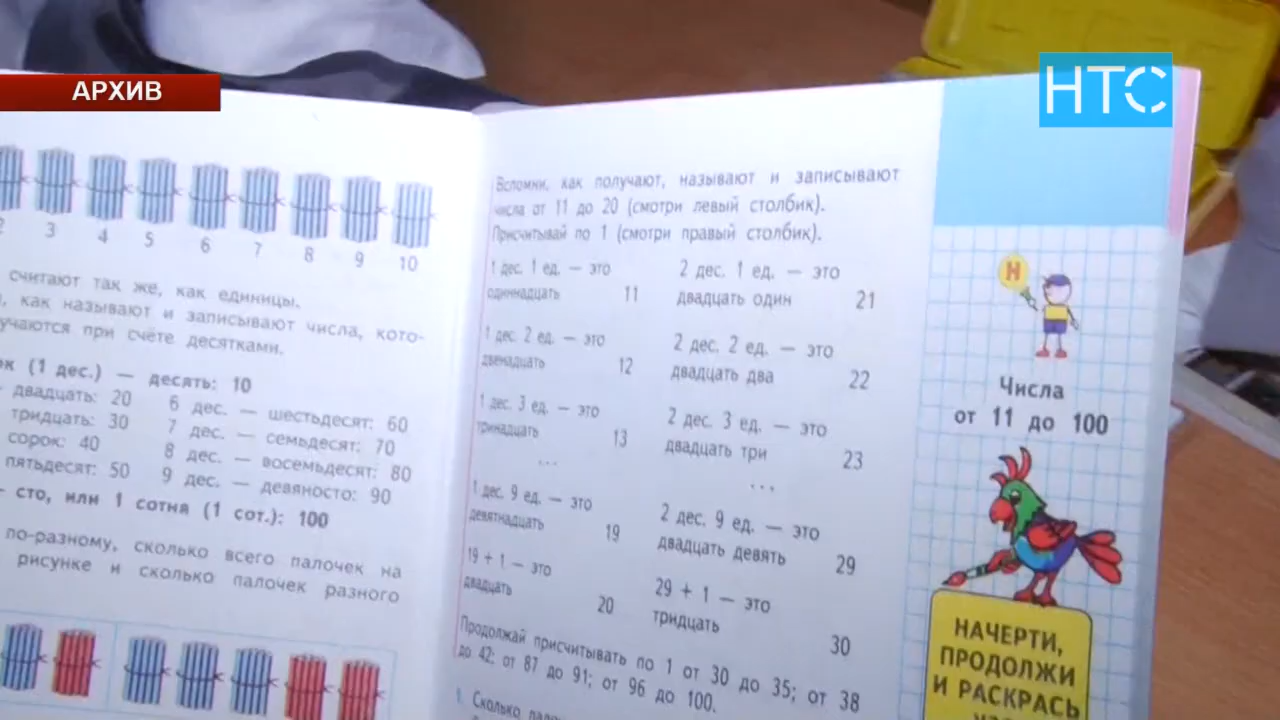 АРХИВ
НТС
2 3 4 5 6 7 8 9 10
считают так же, как единицы.
как называют и записывают числа, кото-
учаются при счёте десятками.
ок (1 дес.) — десять: 10
двадцать: 20 6 дес. — шестьдесят: 60
тридцать: 30 7 дес. — семьдесят: 70
сорок: 40 8 дес. — восемьдесят: 80
пятьдесят: 50 9 дес. — девяносто: 90
— сто, или 1 сотня (1 сот.): 100
по-разному, сколько всего палочек на
рисунке и сколько палочек разного
Вспомни, как получают, называют и записывают
числа от 11 до 20 (смотри левый столбик).
Присчитывай по 1 (смотри правый столбик).
1 дес. 1 ед. — это
одиннадцать 11
1 дес. 2 ед. — это
двенадцать 12
1 дес. 3 ед. — это
тринадцать 13
...
1 дес. 9 ед. — это
девятнадцать 19
19 + 1 — это
двадцать 20
2 дес. 1 ед. — это
двадцать один 21
2 дес. 2 ед. — это
двадцать два 22
2 дес. 3 ед. — это
двадцать три 23
...
2 дес. 9 ед. — это
двадцать девять 29
29 + 1 — это
тридцать 30
Продолжай присчитывать по 1 от 30 до 35; от 38
до 42; от 87 до 91; от 96 до 100.
1. Сколько
Н
Числа
от 11 до 100
НАЧЕРТИ,
ПРОДОЛЖИ
И РАСКРАСЬ